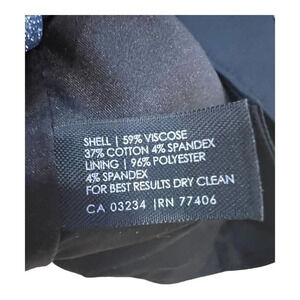 SHELL | 59% VISCOSE
37% COTTON 4% SPANDEX
LINING | 96% POLYESTER
4% SPANDEX
FOR BEST RESULTS DRY CLEAN
CA 03234 | RN 77406